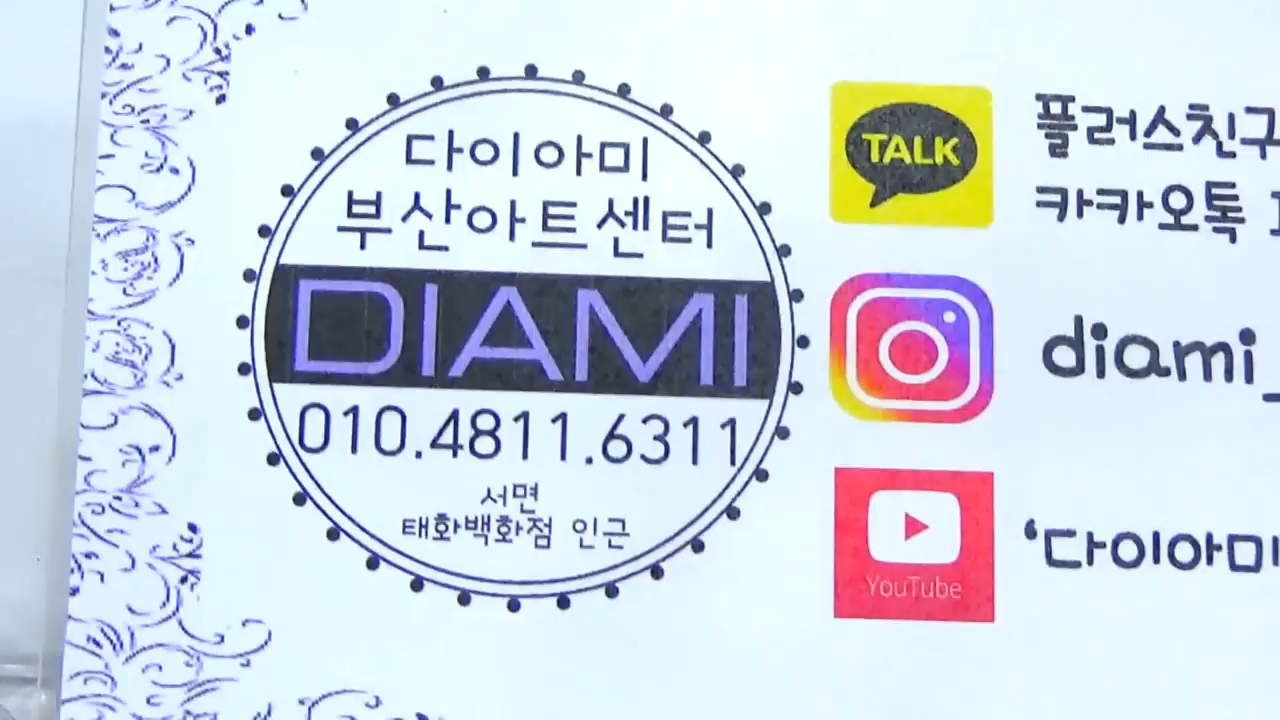 다이아미
부산아트센터
DIAMI
010.4811.6311
서면
태화백화점 인근
TALK
플러스친구
카카오톡
diami_
YouTube
‘다이아미